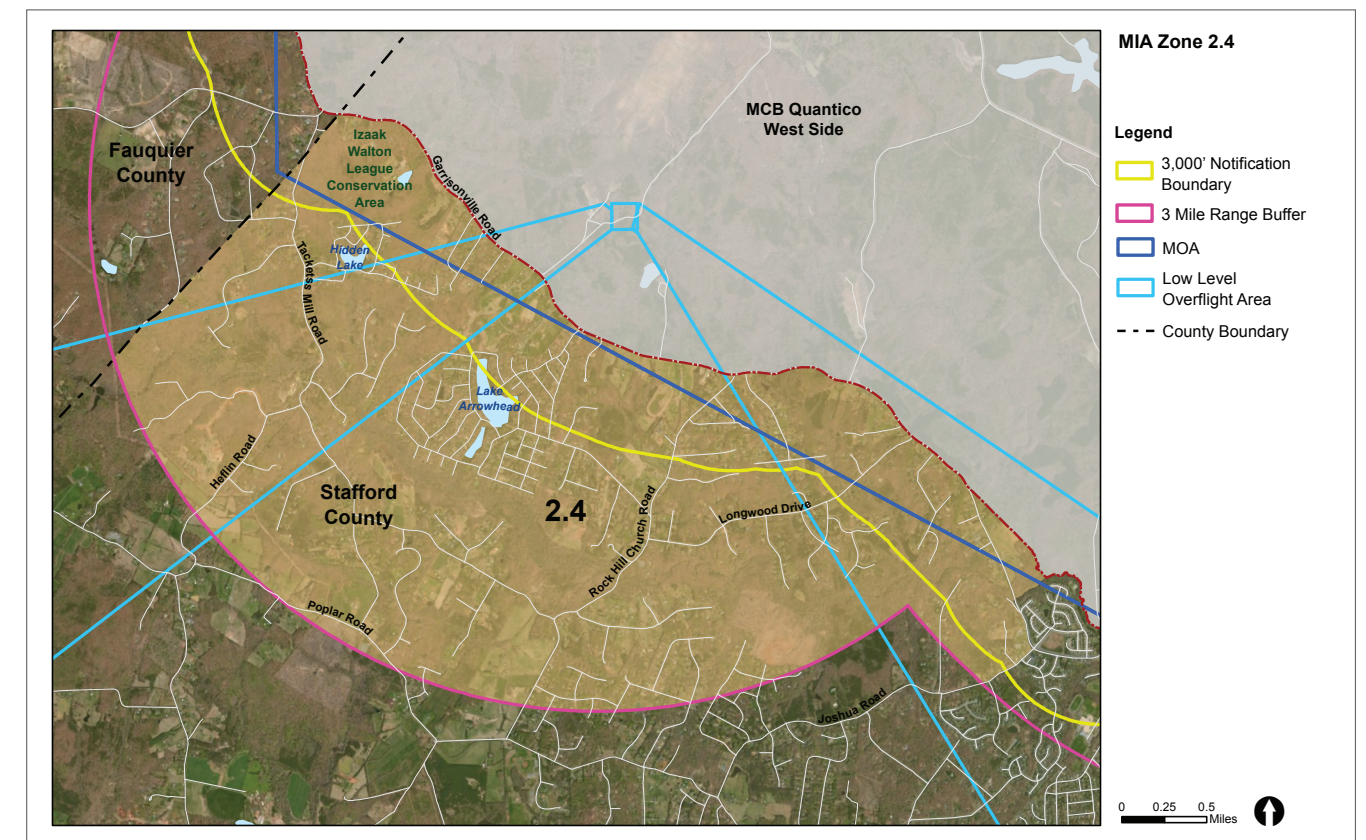 MIA Zone 2.4
Legend
3,000’ Notification
Boundary
3 Mile Range Buffer
MOA
Low Level
Overflight Area
County Boundary
MCB Quantico
West Side
Fauquier
County
Izaak
Walton
League
Conservation
Area
Garrisonville Road
Hidden
Lake
Tacketss Mill Road
Lake
Arrowhead
Heflin Road
Stafford
County
2.4
Rock Hill Church Road
Longwood Drive
Poplar Road
Joshua Road
0 0.25 0.5
Miles